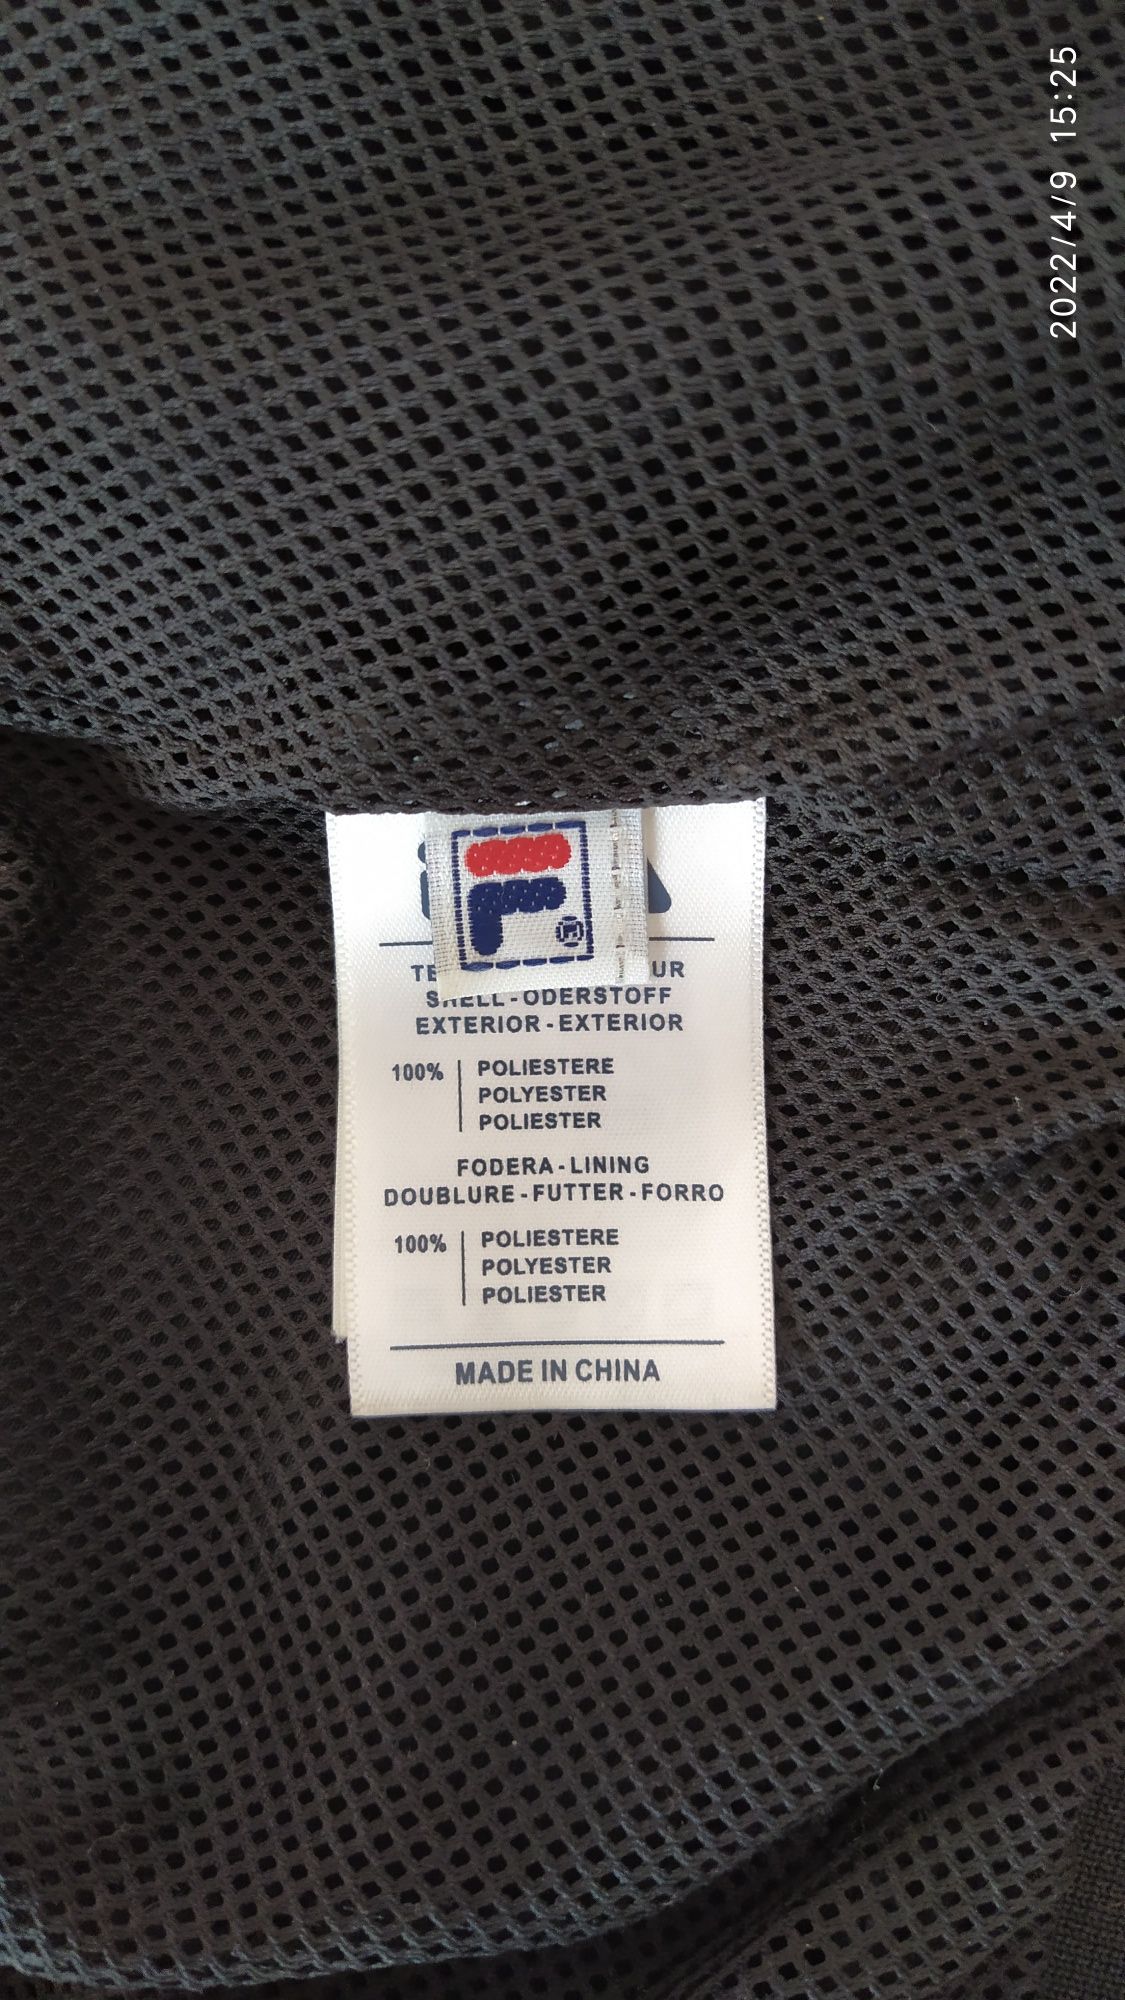 2022/4/9 15:25
F
SHELL-ODERSTOFF
EXTERIOR-EXTERIOR
100% POLIESTERE
POLYESTER
POLIESTER
FODERA-LINING
DOUBLURE-FUTTER-FORRO
100% POLIESTERE
POLYESTER
POLIESTER
MADE IN CHINA